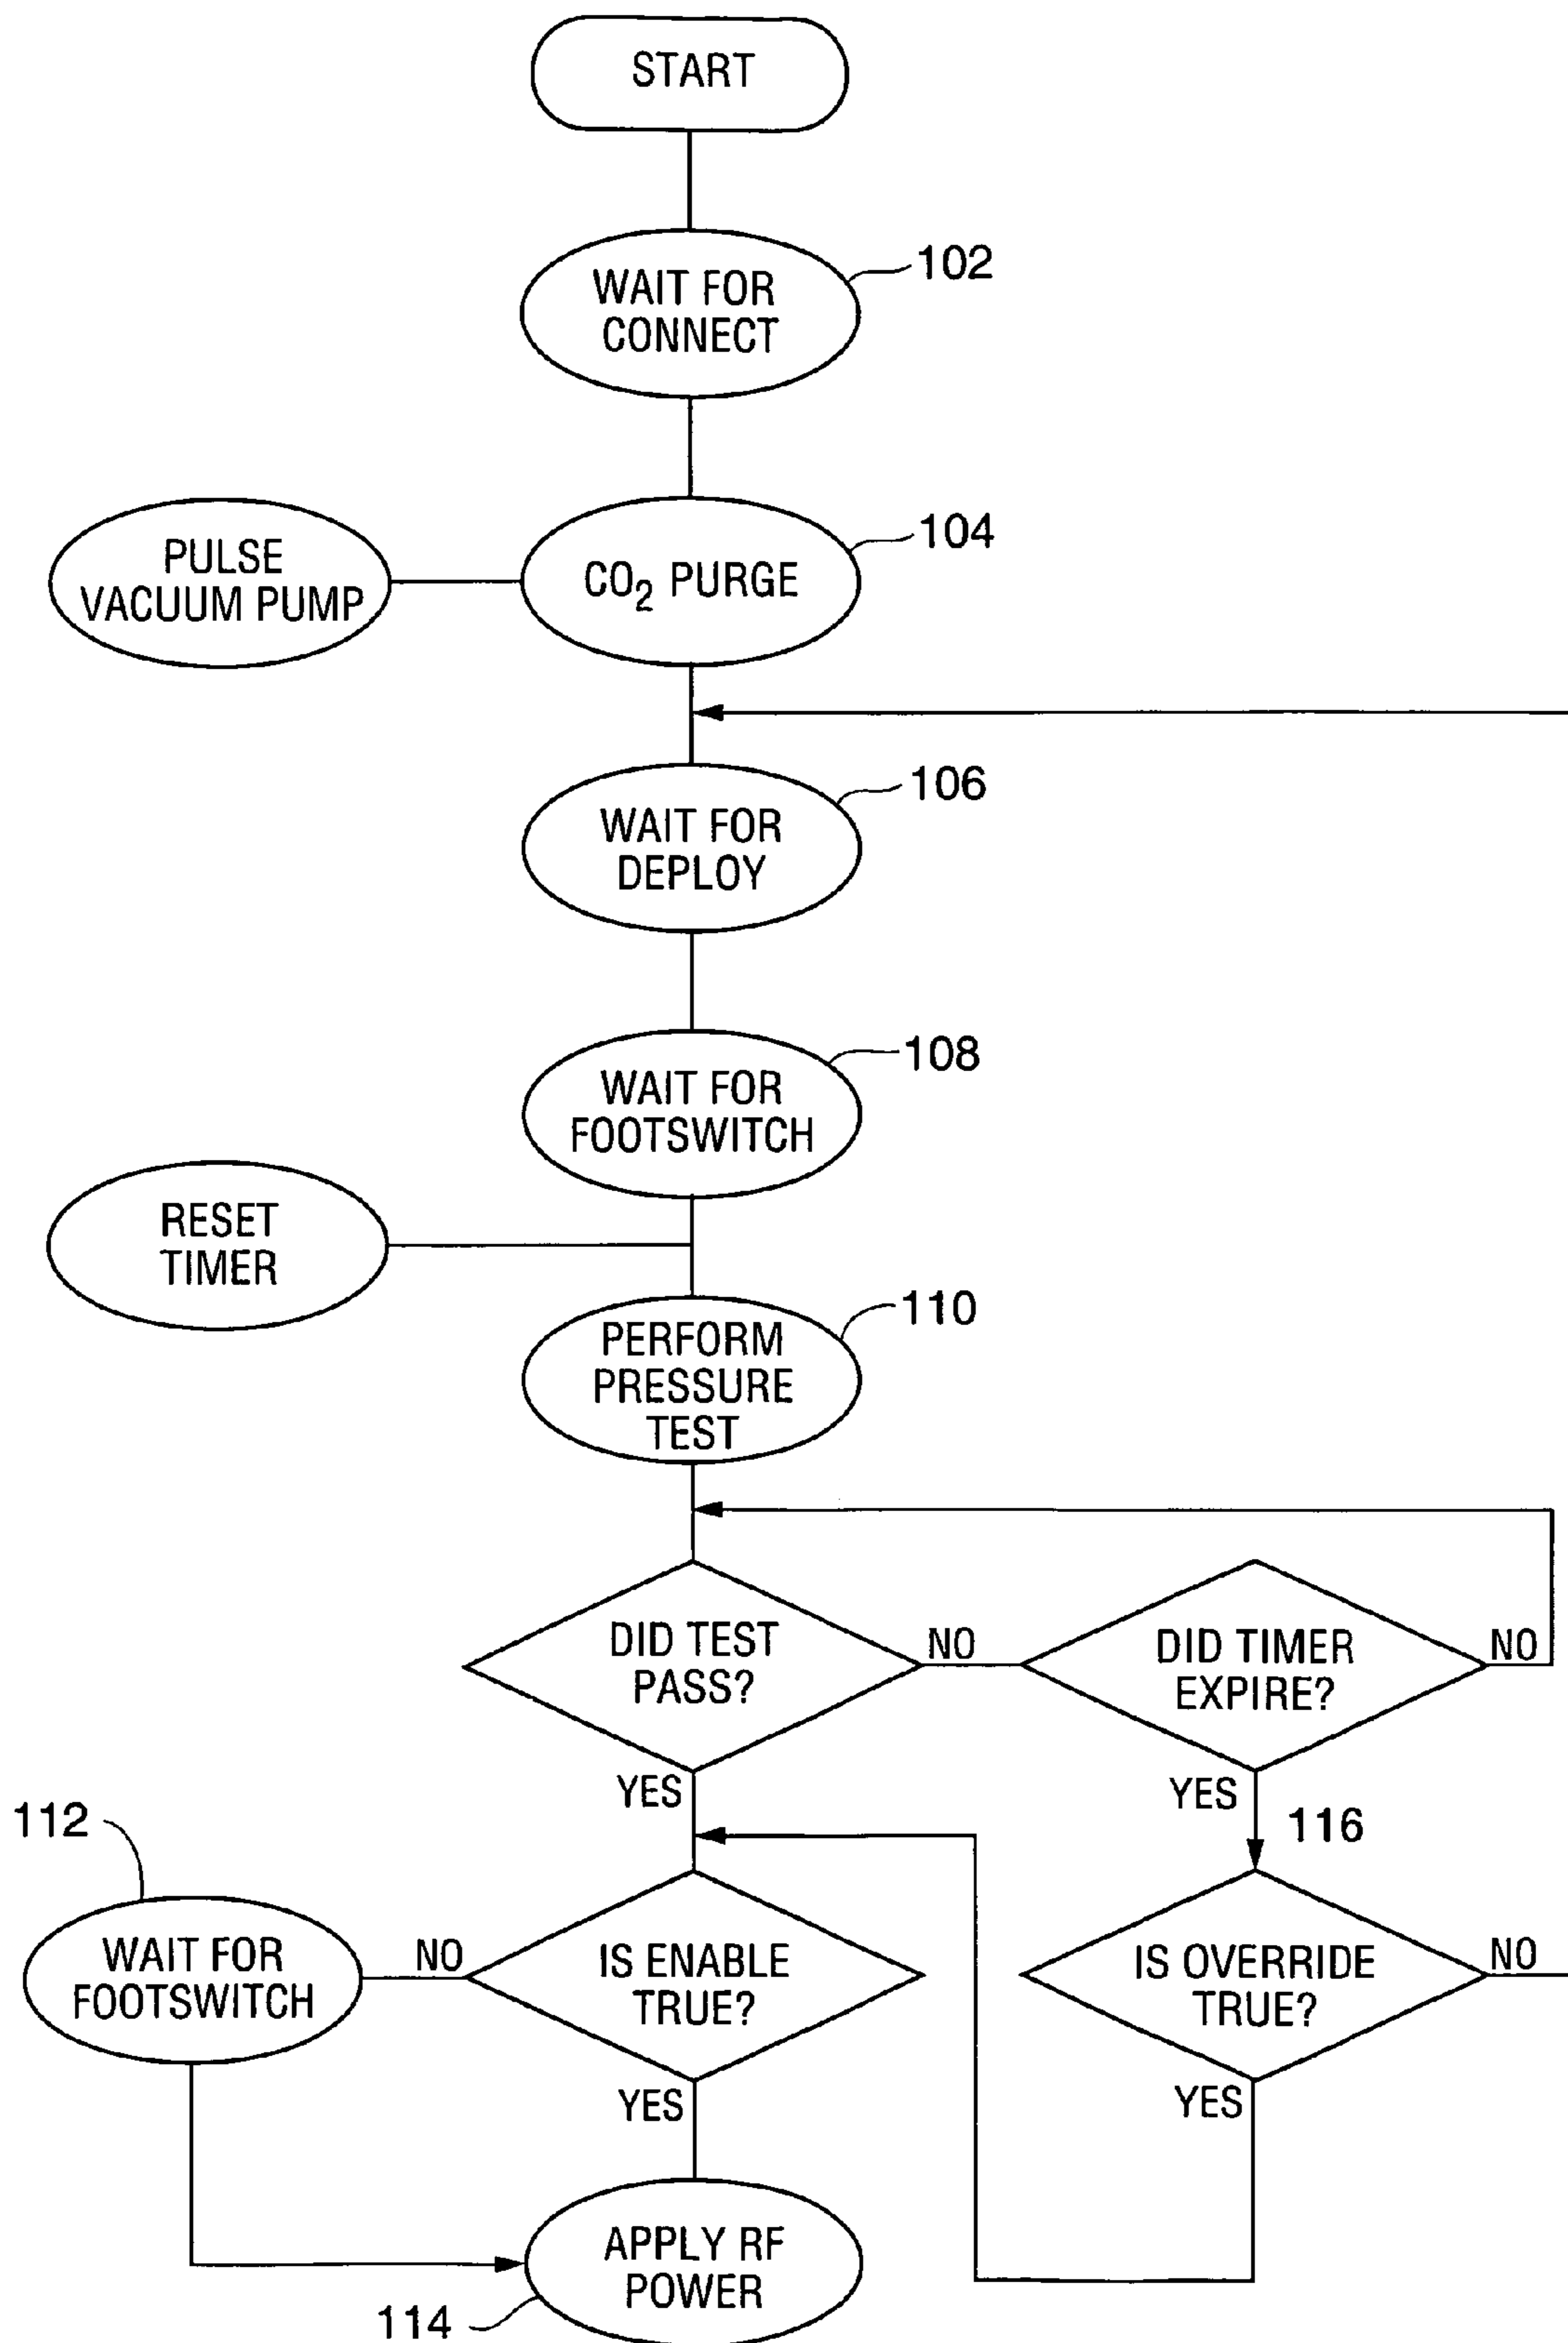 START
WAIT FOR
CONNECT
102
PULSE
VACUUM PUMP
CO₂ PURGE
104
WAIT FOR
DEPLOY
106
WAIT FOR
FOOTSWITCH
108
RESET
TIMER
PERFORM
PRESSURE
TEST
110
DID TEST
PASS?
NO
DID TIMER
EXPIRE?
NO
YES
YES
112
116
WAIT FOR
FOOTSWITCH
NO
IS ENABLE
TRUE?
IS OVERRIDE
TRUE?
NO
YES
YES
APPLY RF
POWER
114